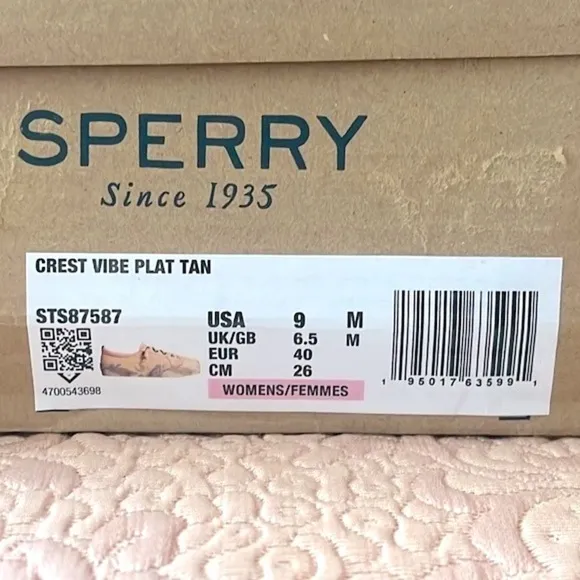 SPERRY
Since 1935
CREST VIBE PLAT TAN
STS87587
USA 9 M
UK/GB 6.5 M
EUR 40
CM 26
WOMENS/FEMMES
4700543698
1 95017 63599 1